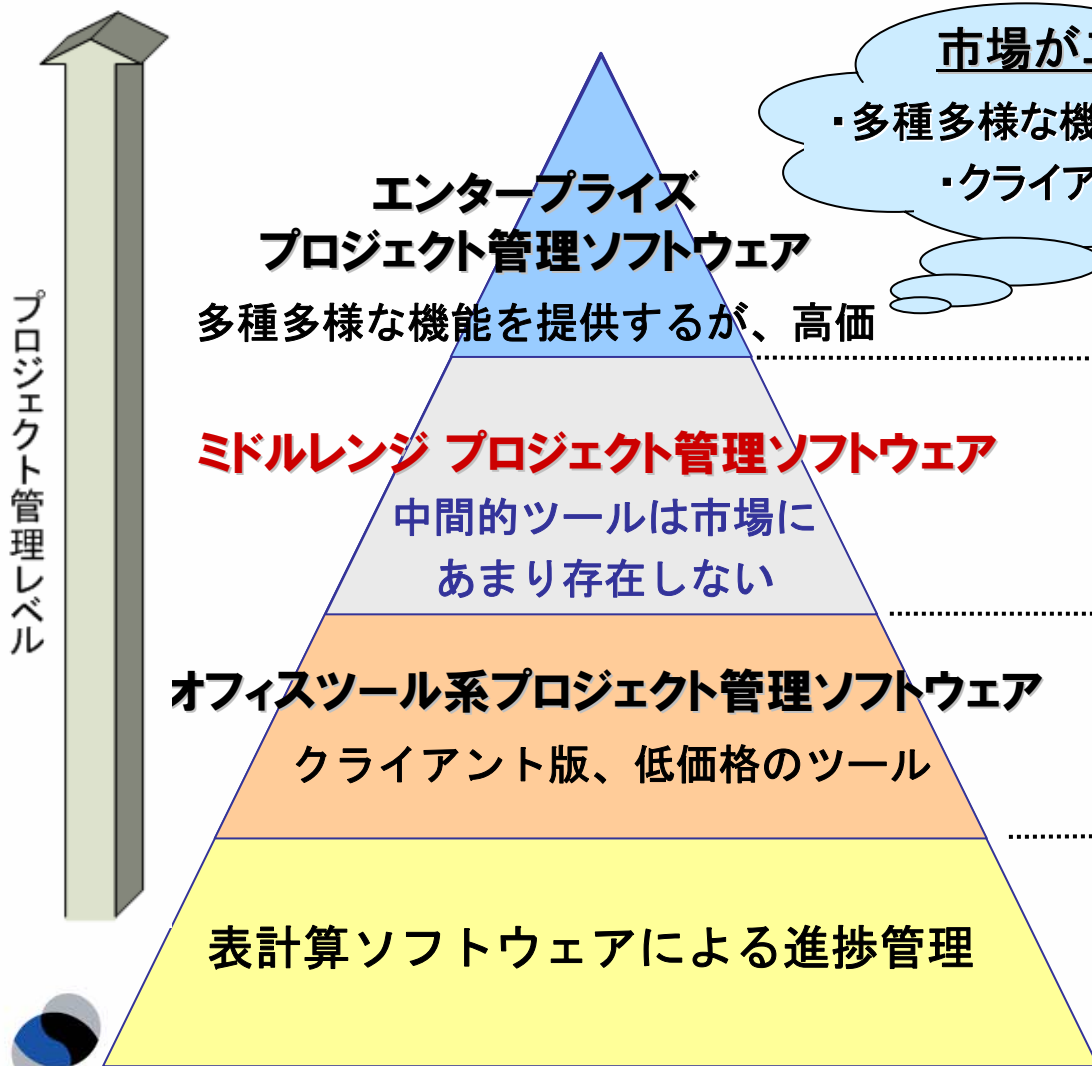 市場が
・多種多様な機
・クライア
エンタープライズ
プロジェクト管理ソフトウェア
多種多様な機能を提供するが、高価
ミドルレンジ プロジェクト管理ソフトウェア
中間的ツールは市場に
あまり存在しない
オフィスツール系プロジェクト管理ソフトウェア
クライアント版、低価格のツール
表計算ソフトウェアによる進捗管理
プロジェクト管理レベル